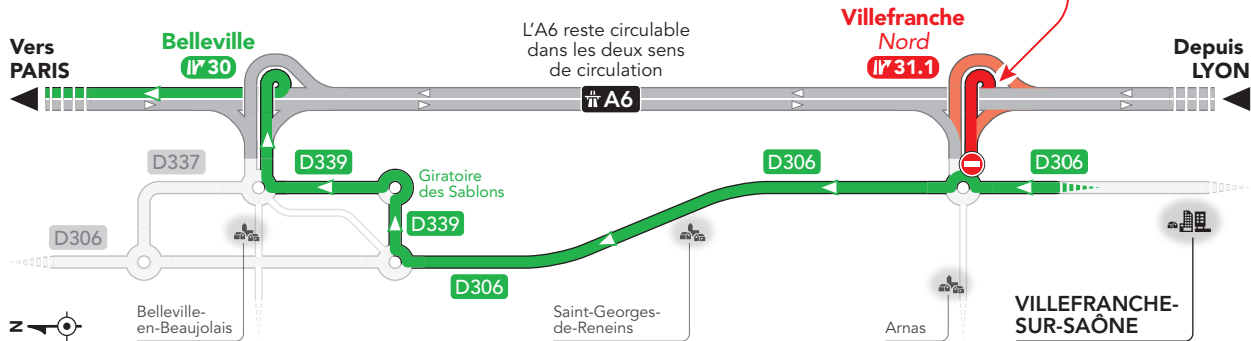 Vers
PARIS
Belleville
30
L'A6 reste circulable
dans les deux sens
de circulation
A6
Villefranche
Nord
31.1
Depuis
LYON
D337
D339
Giratoire
des Sablons
D306
D306
D306
D339
D306
N
Belleville-
en-Beaujolais
Saint-Georges-
de-Reneins
Arnas
VILLEFRANCHE-
SUR-SAÔNE